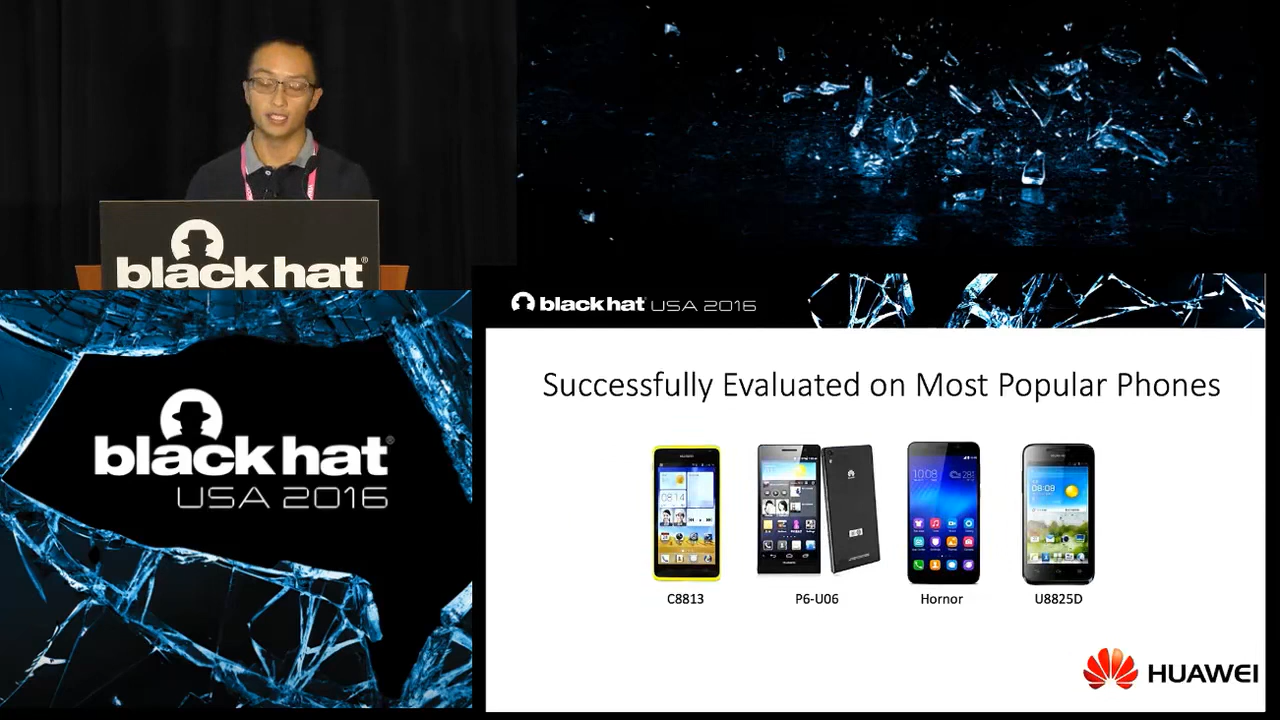 black hat®
black hat®
USA 2016
black hat USA 2016
Successfully Evaluated on Most Popular Phones
C8813
P6-U06
Hornor
U8825D
HUAWEI